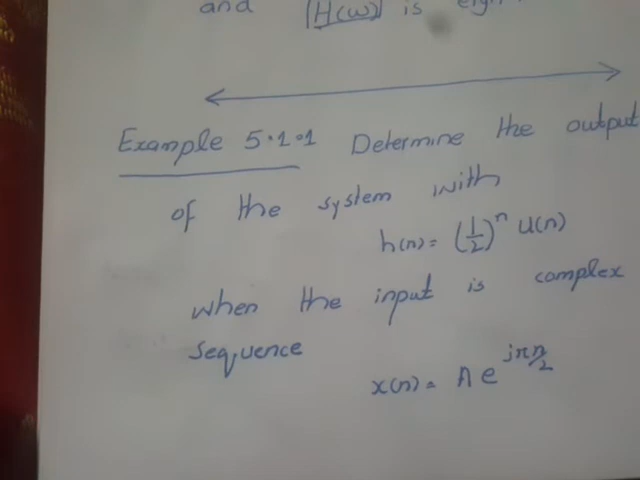 and |H(ω)| is
Example 5.1.1 Determine the output
of the system with
h(n) = (1/2)^n u(n)
when the input is complex
sequence
x(n) = n e^{jπn/2}